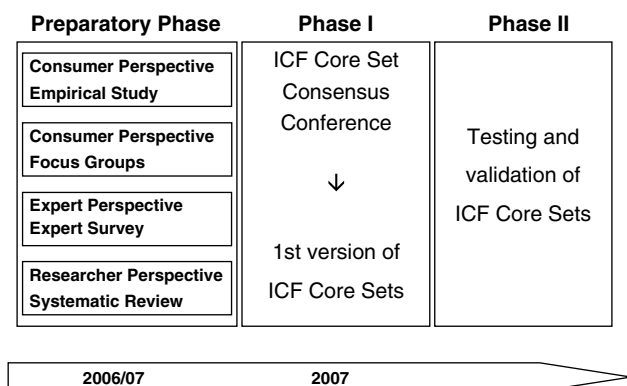 Preparatory Phase
Consumer Perspective
Empirical Study
Consumer Perspective
Focus Groups
Expert Perspective
Expert Survey
Researcher Perspective
Systematic Review
Phase I
ICF Core Set
Consensus
Conference
↓
1st version of
ICF Core Sets
Phase II
Testing and
validation of
ICF Core Sets
2006/07
2007